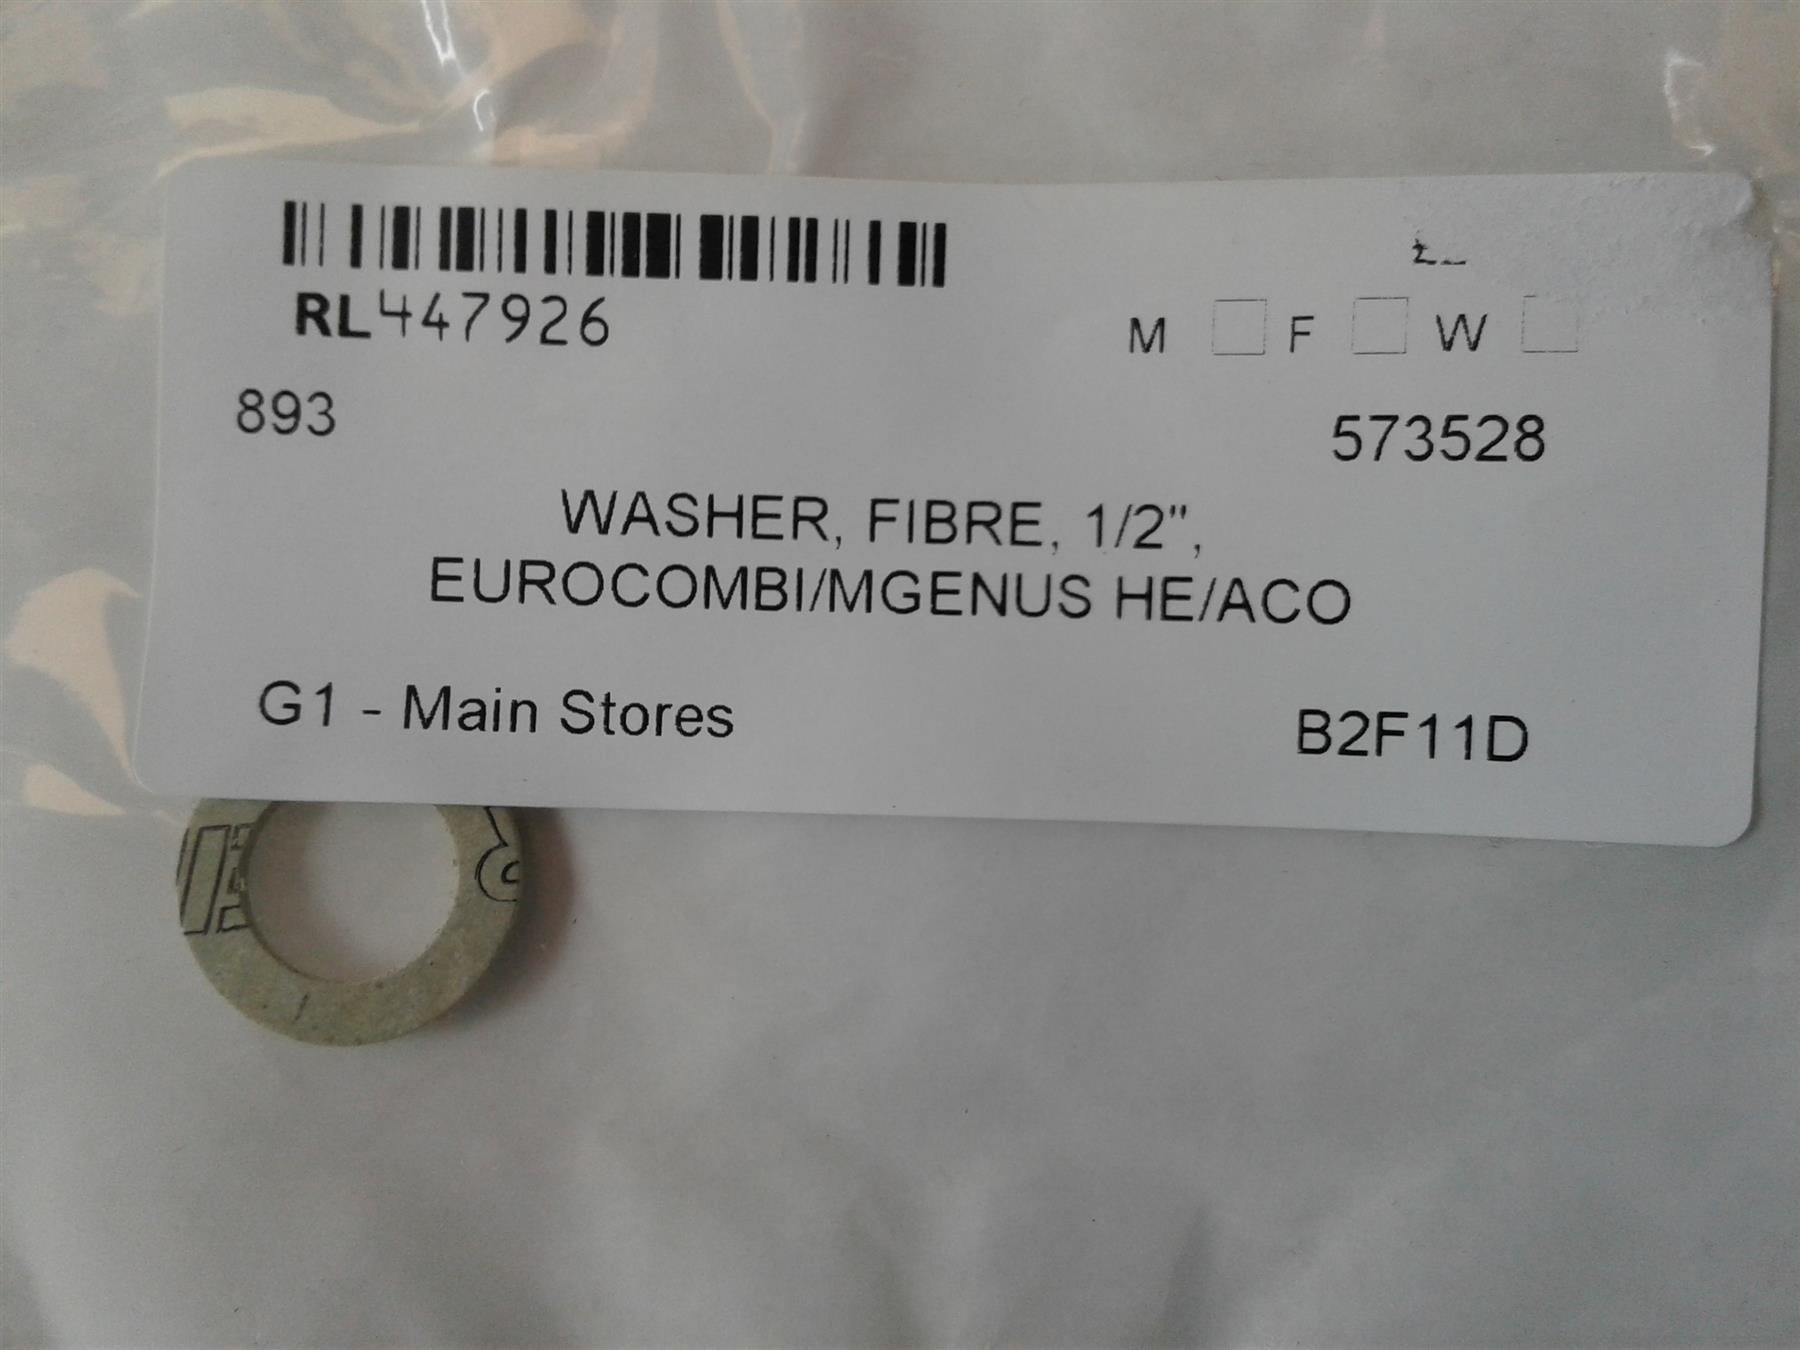 RL447926
M F W
893 573528
WASHER, FIBRE, 1/2",
EUROCOMBI/MGENUS HE/ACO
G1 - Main Stores B2F11D